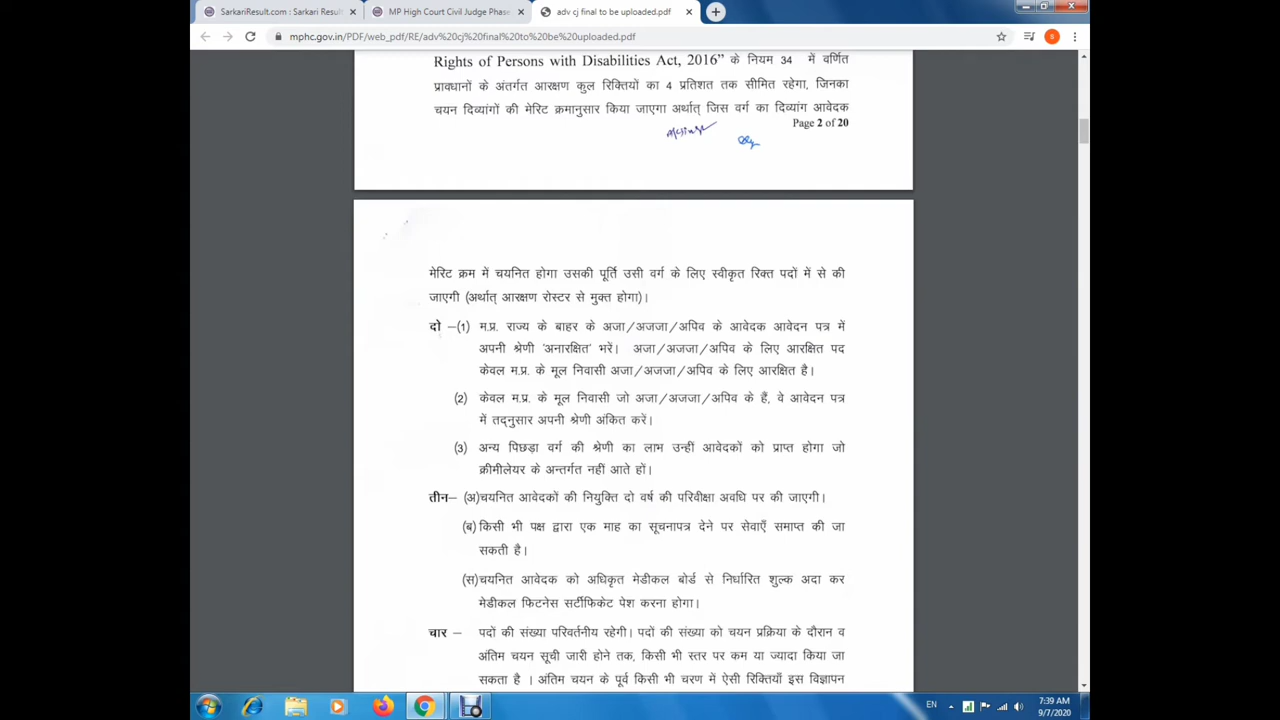 SarkariResult.com : Sarkari Result
MP High Court Civil Judge Phase
adv cj final to be uploaded.pdf
mphc.gov.in/PDF/web_pdf/RE/adv%20cj%20final%20to%20be%20uploaded.pdf
Rights of Persons with Disabilities Act, 2016” के नियम 34 में वर्णित
प्रावधानों के अंतर्गत आरक्षण कुल रिक्तियों का 4 प्रतिशत तक सीमित रहेगा, जिनका
चयन दिव्यांगों की मेरिट क्रमानुसार किया जाएगा अर्थात् जिस वर्ग का दिव्यांग आवेदक
Page 2 of 20
मेरिट क्रम में चयनित होगा उसकी पूर्ति उसी वर्ग के लिए स्वीकृत रिक्त पदों में से की
जाएगी (अर्थात् आरक्षण रोस्टर से मुक्त होगा)।
दो –(1) म.प्र. राज्य के बाहर के अजा/अजजा/अपिव के आवेदक आवेदन पत्र में
अपनी श्रेणी ‘अनारक्षित’ भरें। अजा/अजजा/अपिव के लिए आरक्षित पद
केवल म.प्र. के मूल निवासी अजा/अजजा/अपिव के लिए आरक्षित है।
(2) केवल म.प्र. के मूल निवासी जो अजा/अजजा/अपिव के हैं, वे आवेदन पत्र
में तद्नुसार अपनी श्रेणी अंकित करें।
(3) अन्य पिछड़ा वर्ग की श्रेणी का लाभ उन्हीं आवेदकों को प्राप्त होगा जो
क्रीमीलेयर के अन्तर्गत नहीं आते हों।
तीन– (अ)चयनित आवेदकों की नियुक्ति दो वर्ष की परिवीक्षा अवधि पर की जाएगी।
(ब) किसी भी पक्ष द्वारा एक माह का सूचनापत्र देने पर सेवाएँ समाप्त की जा
सकती है।
(स)चयनित आवेदक को अधिकृत मेडीकल बोर्ड से निर्धारित शुल्क अदा कर
मेडीकल फिटनेस सर्टीफिकेट पेश करना होगा।
चार – पदों की संख्या परिवर्तनीय रहेगी। पदों की संख्या को चयन प्रक्रिया के दौरान व
अंतिम चयन सूची जारी होने तक, किसी भी स्तर पर कम या ज्यादा किया जा
सकता है । अंतिम चयन के पूर्व किसी भी चरण में ऐसी रिक्तियाँ इस विज्ञापन
EN
7:39 AM
9/7/2020